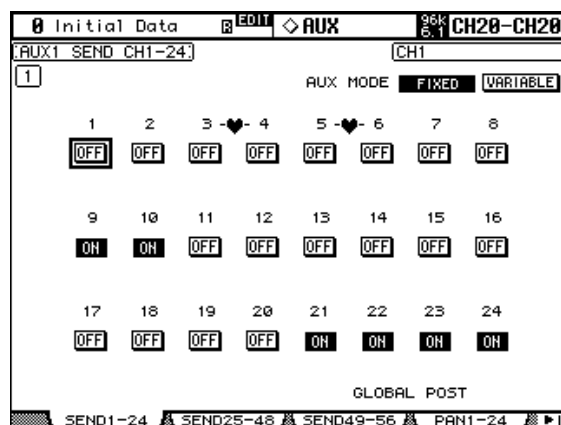 0 Initial Data R EDIT ◇AUX 96k 6.1 CH20-CH20
AUX1 SEND CH1-24 CH1
1 AUX MODE FIXED VARIABLE
1 2 3 -♥- 4 5 -♥- 6 7 8
OFF OFF OFF OFF OFF OFF OFF OFF
9 10 11 12 13 14 15 16
ON ON OFF OFF OFF OFF OFF OFF
17 18 19 20 21 22 23 24
OFF OFF OFF OFF ON ON ON ON
GLOBAL POST
SEND1-24 SEND25-48 SEND49-56 PAN1-24